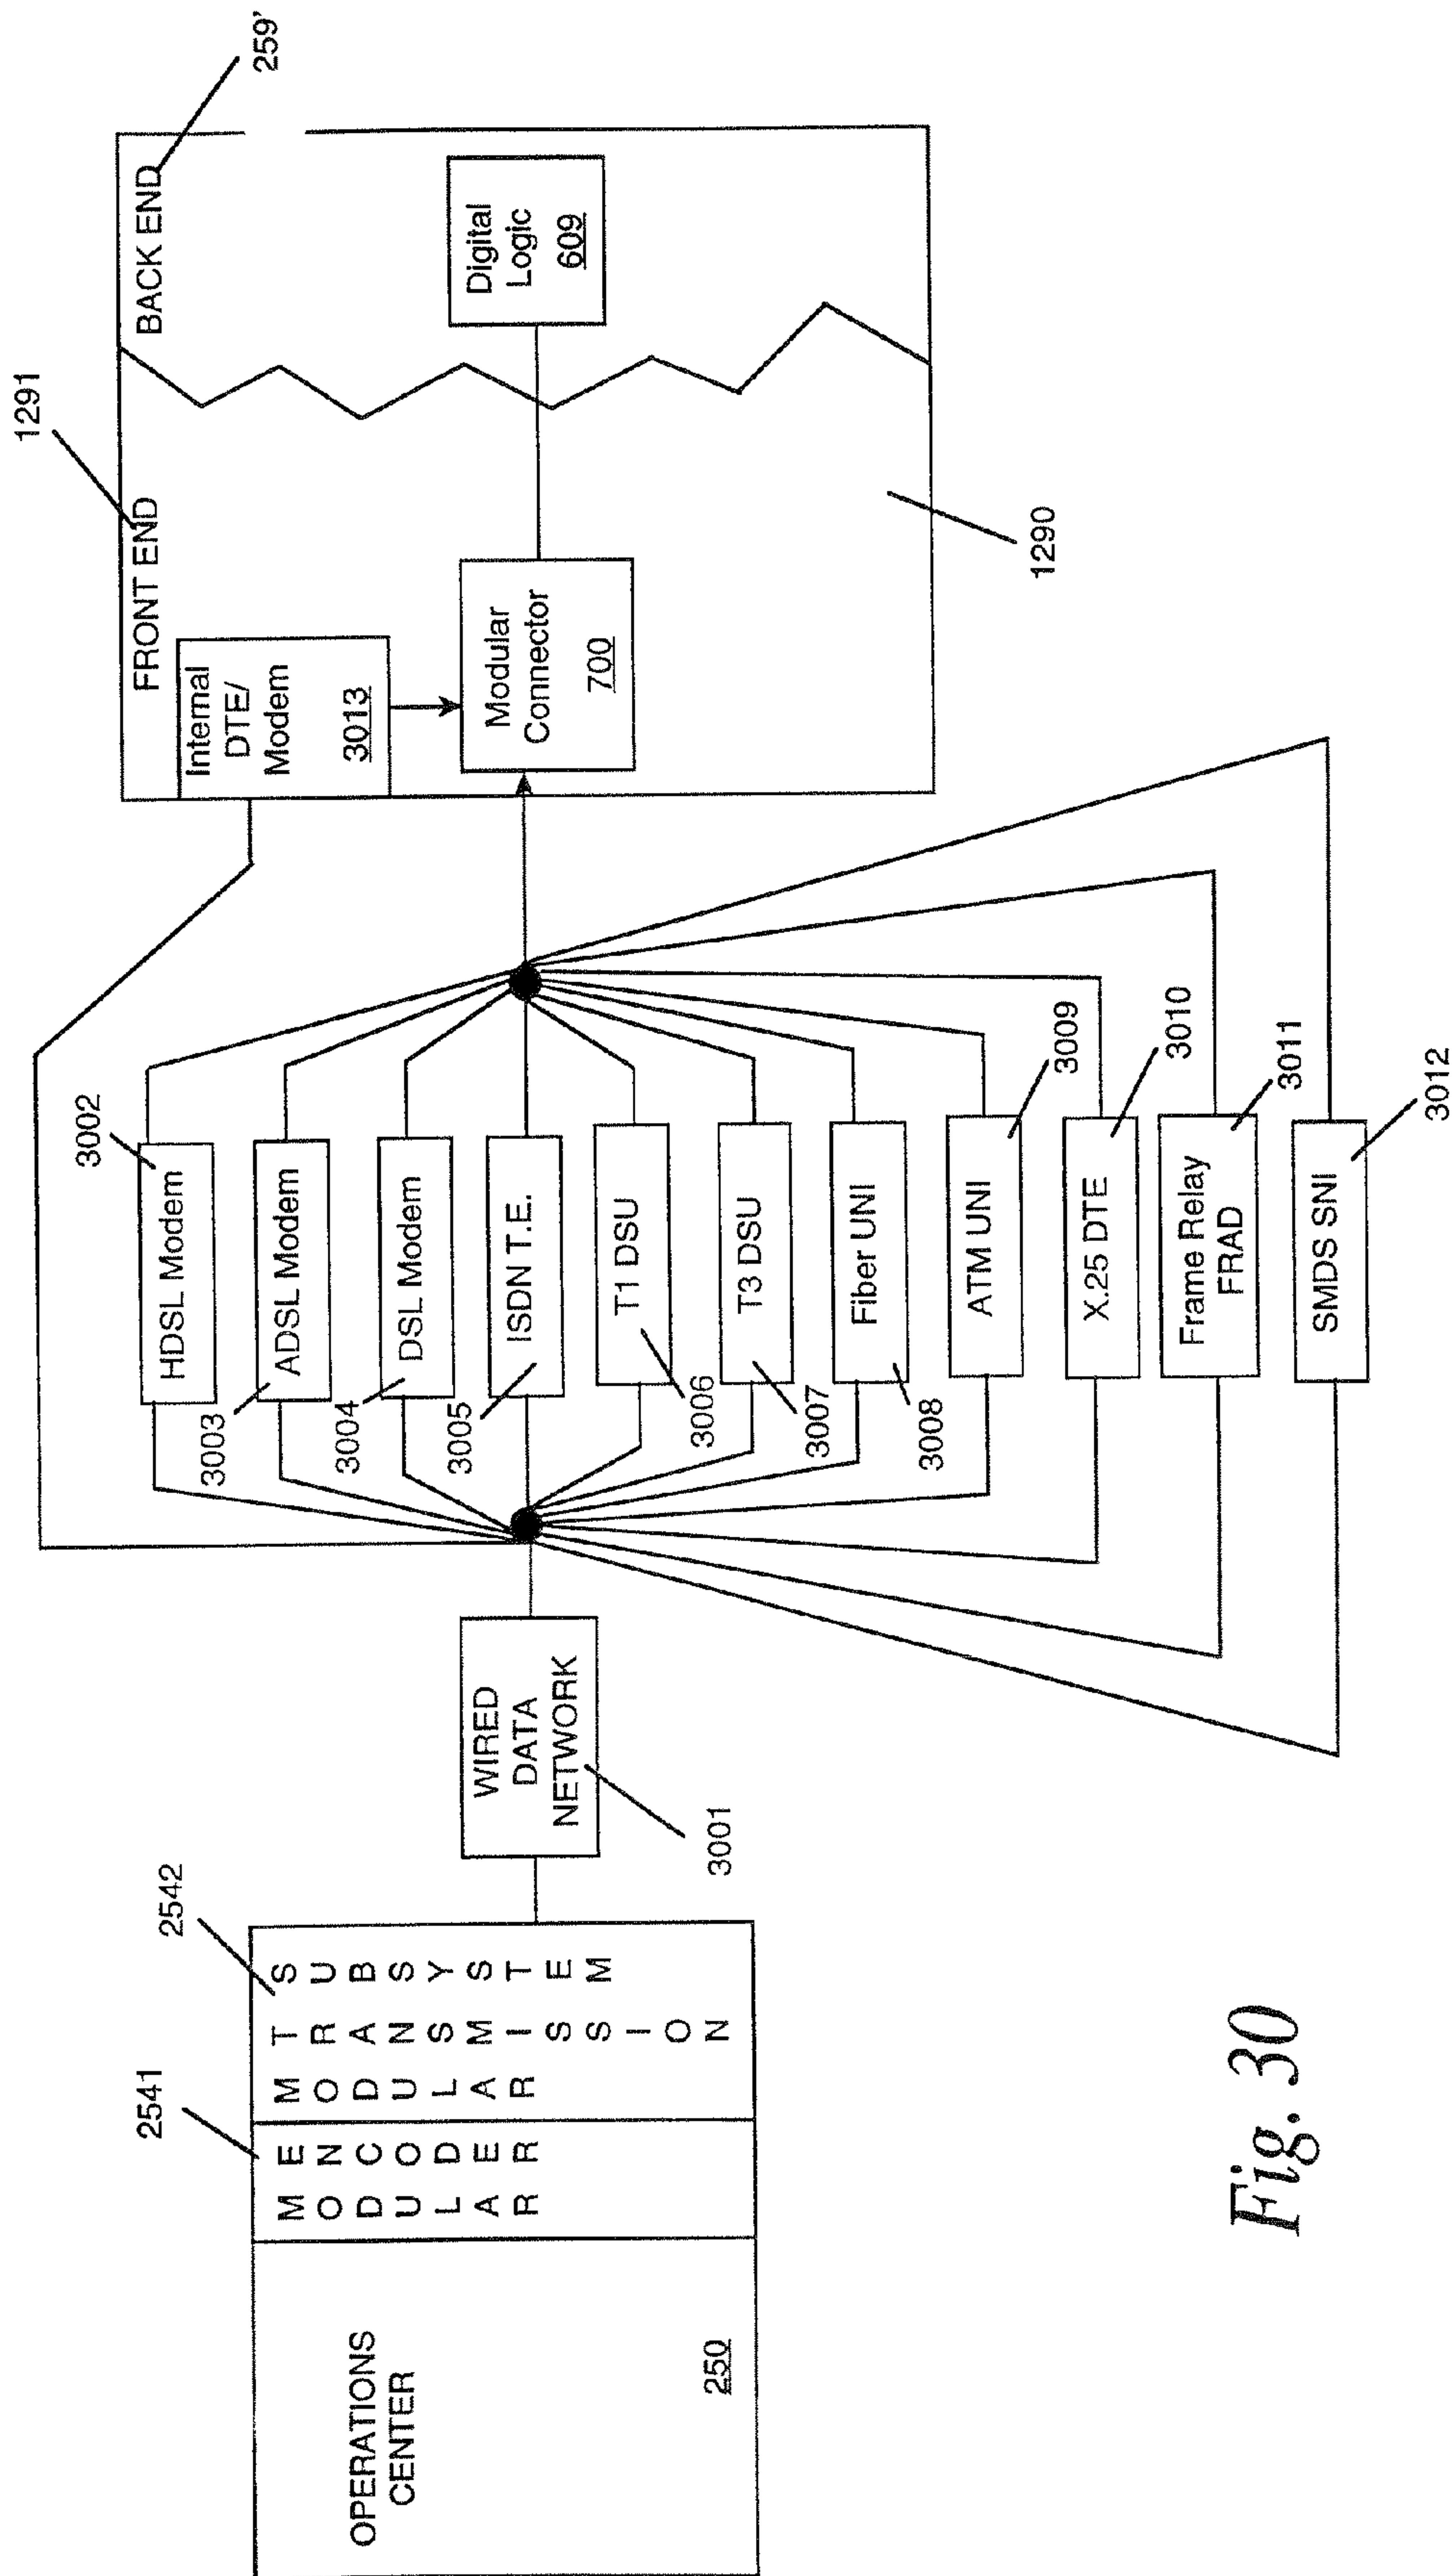 OPERATIONS
CENTER
250
2541
MODULAR
ENCODER
2542
MODULAR
TRANSMISSION
SUBSYSTEM
WIRED
DATA
NETWORK
3001
HDSL Modem
3002
ADSL Modem
3003
DSL Modem
3004
ISDN T.E.
3005
T1 DSU
3006
T3 DSU
3007
Fiber UNI
3008
ATM UNI
3009
X.25 DTE
3010
Frame Relay
FRAD
3011
SMDS SNI
3012
1291
FRONT END
Internal
DTE/
Modem
3013
Modular
Connector
700
1290
BACK END
259'
Digital
Logic
609
Fig. 30